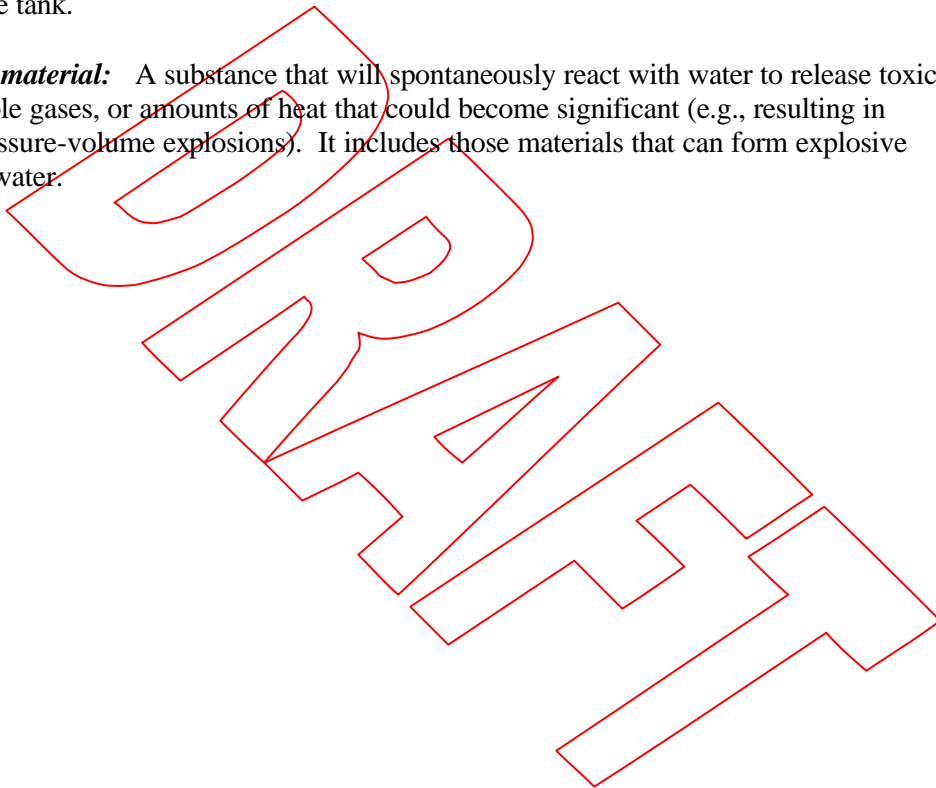 e tank.
material: A substance that will spontaneously react with water to release toxic
le gases, or amounts of heat that could become significant (e.g., resulting in
ssure-volume explosions). It includes those materials that can form explosive
water.
DRAFT